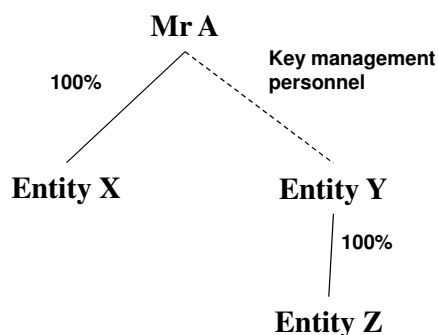 Mr A
Key management
personnel
100%
Entity X
Entity Y
100%
Entity Z